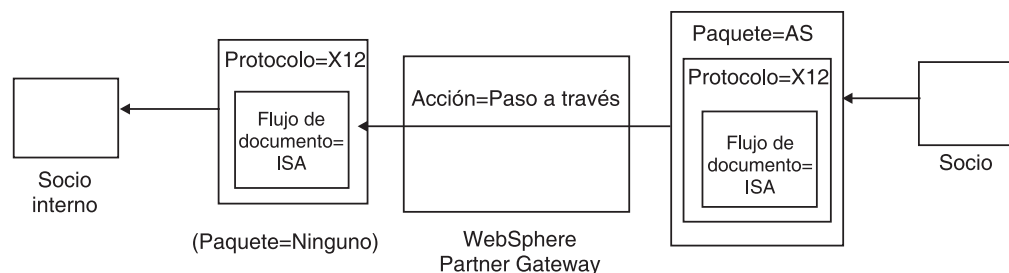 Socio
interno
Protocolo=X12
Flujo de
documento=
ISA
(Paquete=Ninguno)
Acción=Paso a través
WebSphere
Partner Gateway
Paquete=AS
Protocolo=X12
Flujo de
documento=
ISA
Socio